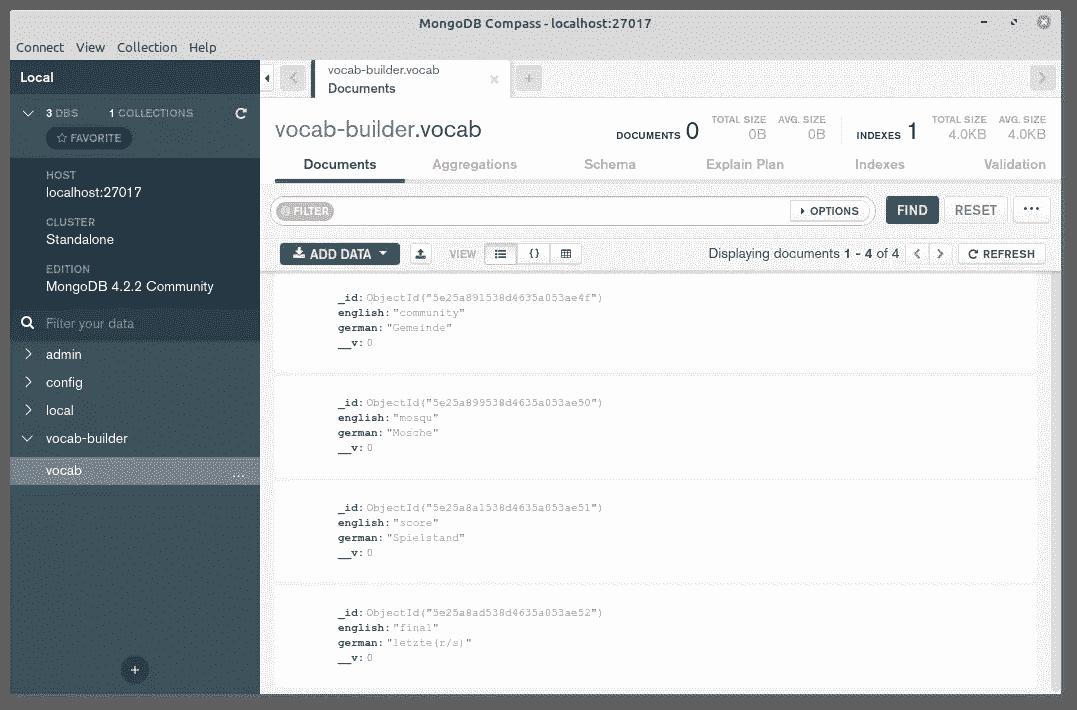 MongoDB Compass - localhost:27017
Connect View Collection Help
Local
3 DBS 1 COLLECTIONS
FAVORITE
HOST
localhost:27017
CLUSTER
Standalone
EDITION
MongoDB 4.2.2 Community
Filter your data
admin
config
local
vocab-builder
vocab ...
vocab-builder.vocab
Documents
vocab-builder.vocab
DOCUMENTS 0 TOTAL SIZE 0B AVG. SIZE 0B INDEXES 1 TOTAL SIZE 4.0KB AVG. SIZE 4.0KB
Documents Aggregations Schema Explain Plan Indexes Validation
FILTER OPTIONS FIND RESET ...
ADD DATA VIEW {} Displaying documents 1 - 4 of 4 < > REFRESH
_id: ObjectId("5e25a891538d4635a053ae4f")
english: "community"
german: "Gemeinde"
__v: 0
_id: ObjectId("5e25a899538d4635a053ae50")
english: "mosqu"
german: "Mosche"
__v: 0
_id: ObjectId("5e25a8a1538d4635a053ae51")
english: "score"
german: "Spielstand"
__v: 0
_id: ObjectId("5e25a8ad538d4635a053ae52")
english: "final"
german: "letzte(r/s)"
__v: 0